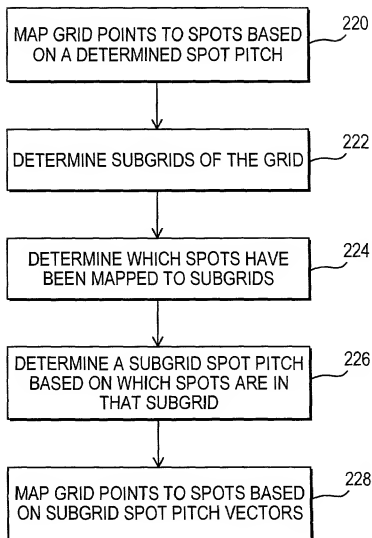 MAP GRID POINTS TO SPOTS BASED
ON A DETERMINED SPOT PITCH
220
DETERMINE SUBGRIDS OF THE GRID
222
DETERMINE WHICH SPOTS HAVE
BEEN MAPPED TO SUBGRIDS
224
DETERMINE A SUBGRID SPOT PITCH
BASED ON WHICH SPOTS ARE IN
THAT SUBGRID
226
MAP GRID POINTS TO SPOTS BASED
ON SUBGRID SPOT PITCH VECTORS
228